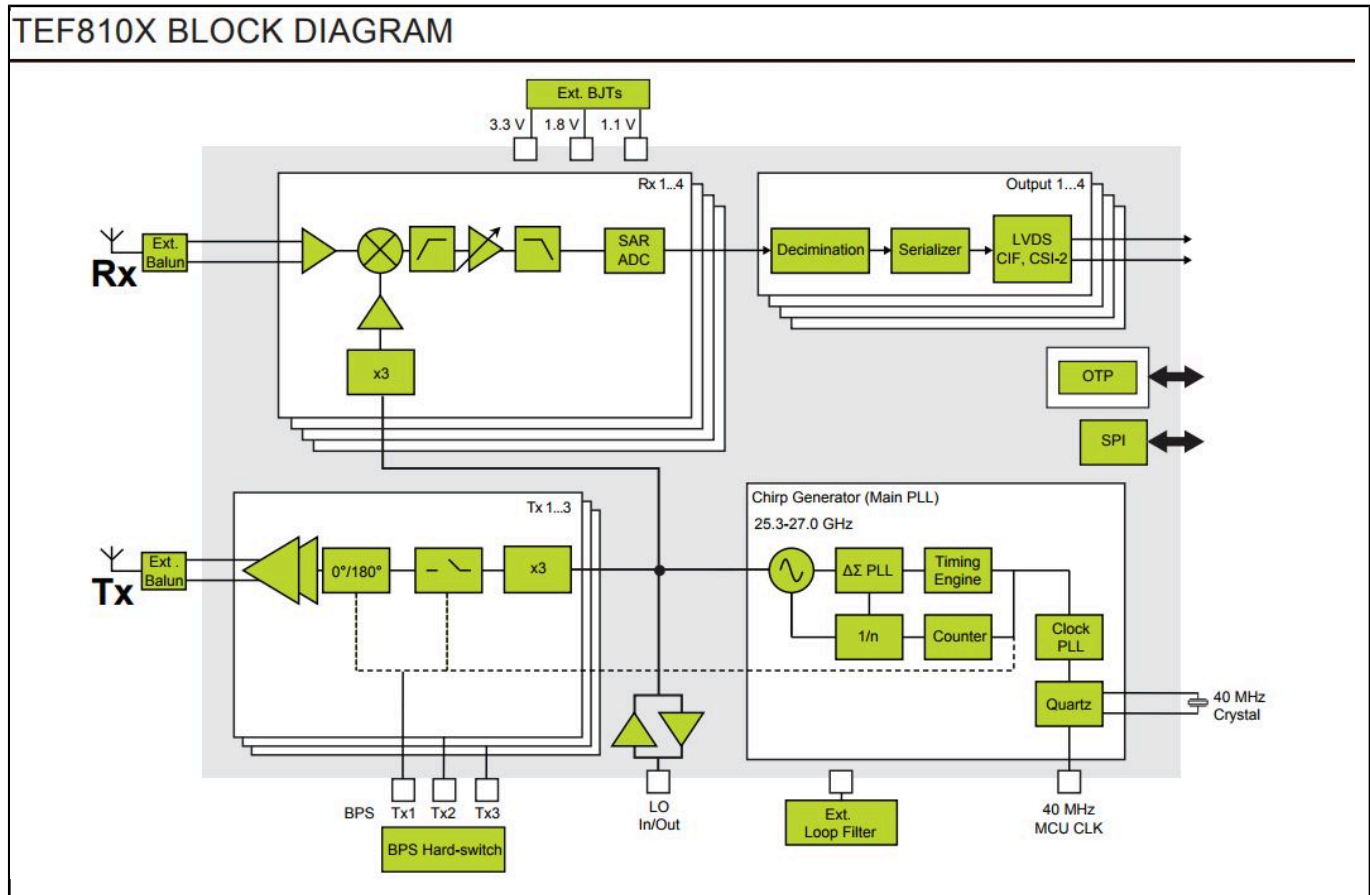 TEF810X BLOCK DIAGRAM
Ext. BJTs
3.3 V
1.8 V
1.1 V
Rx 1...4
Output 1...4
Ext.
Balun
Rx
SAR
ADC
Decimination
Serializer
LVDS
CIF, CSI-2
x3
OTP
SPI
Tx 1...3
Ext .
Balun
Tx
0°/180°
x3
Chirp Generator (Main PLL)
25.3-27.0 GHz
ΔΣ PLL
Timing
Engine
1/n
Counter
Clock
PLL
Quartz
40 MHz
Crystal
BPS
Tx1
Tx2
Tx3
BPS Hard-switch
LO
In/Out
Ext.
Loop Filter
40 MHz
MCU CLK